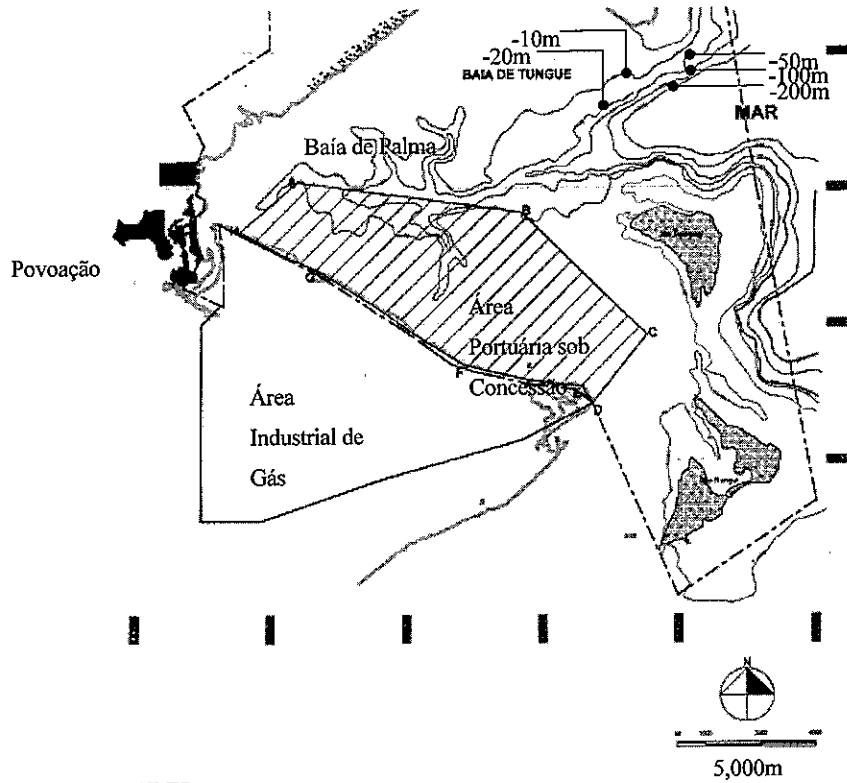 -10m
-20m
BAIA DE TUNGUE
-50m
-100m
-200m
MAR
Baía de Palma
A
B
H
Povoação
G
Área
Portuária sob
Concessão
C
F
E
D
Área
Industrial de
Gás
N
5,000m